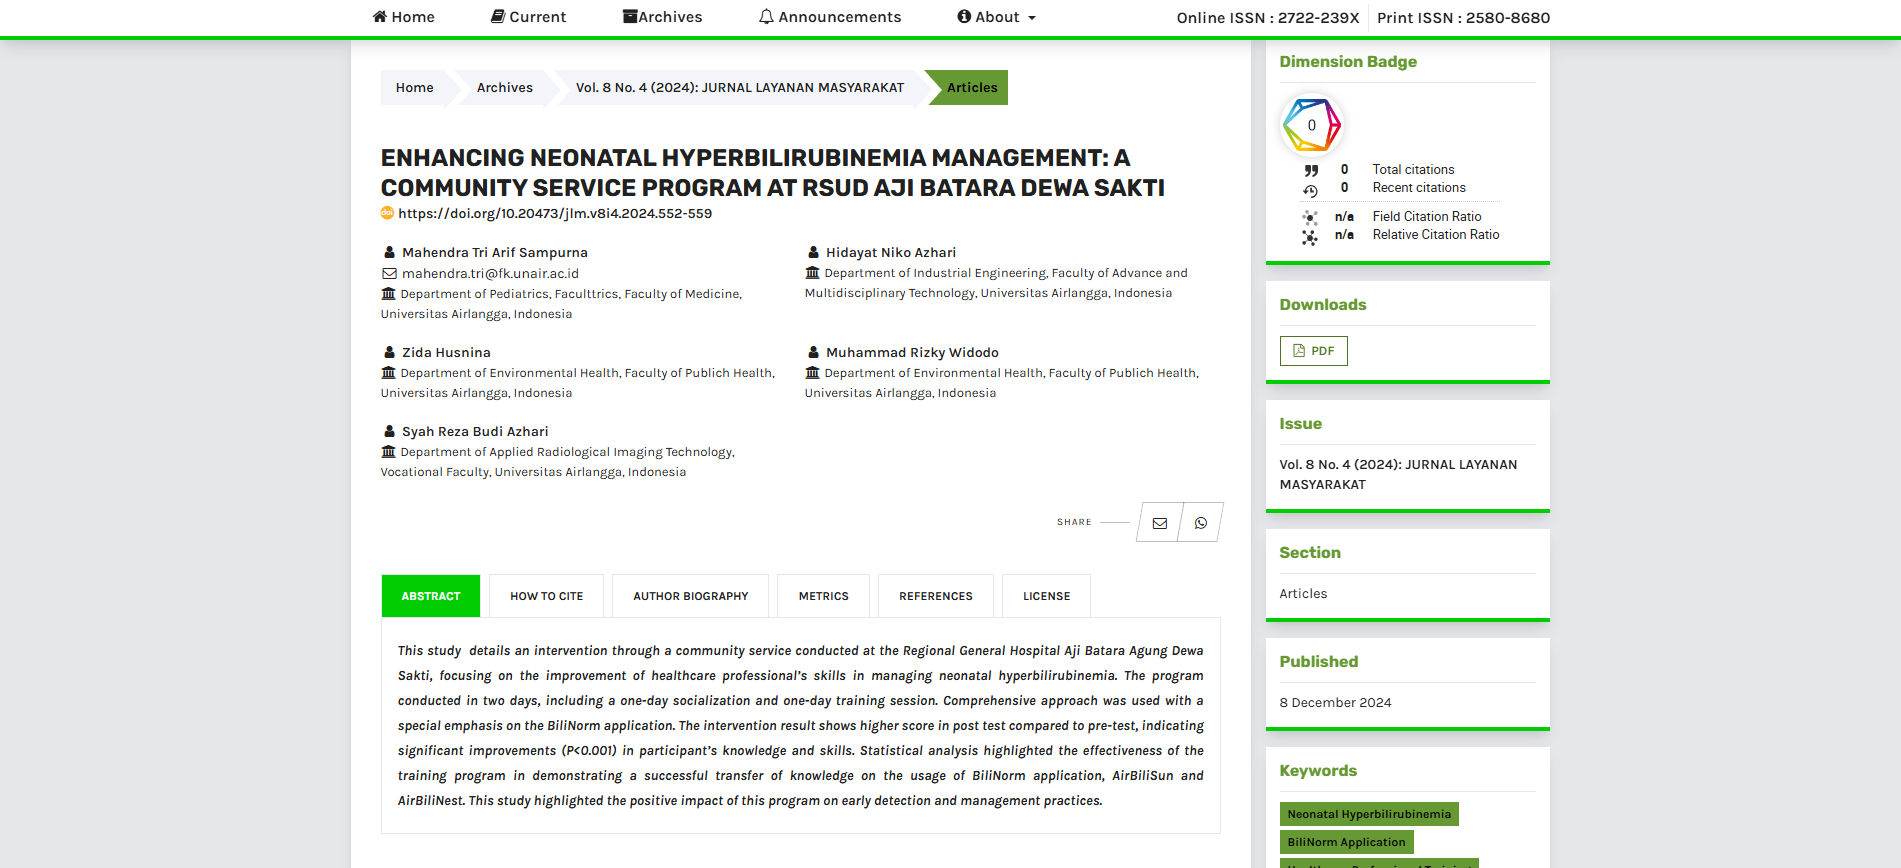 Home
Current
Archives
Announcements
About
Online ISSN : 2722-239X
Print ISSN : 2580-8680
Home
Archives
Vol. 8 No. 4 (2024): JURNAL LAYANAN MASYARAKAT
Articles
ENHANCING NEONATAL HYPERBILIRUBINEMIA MANAGEMENT: A
COMMUNITY SERVICE PROGRAM AT RSUD AJI BATARA DEWA SAKTI
doi https://doi.org/10.20473/jlm.v8i4.2024.552-559
Mahendra Tri Arif Sampurna
mahendra.tri@fk.unair.ac.id
Department of Pediatrics, Faculttrics, Faculty of Medicine,
Universitas Airlangga, Indonesia
Hidayat Niko Azhari
Department of Industrial Engineering, Faculty of Advance and
Multidisciplinary Technology, Universitas Airlangga, Indonesia
Zida Husnina
Department of Environmental Health, Faculty of Publich Health,
Universitas Airlangga, Indonesia
Muhammad Rizky Widodo
Department of Environmental Health, Faculty of Publich Health,
Universitas Airlangga, Indonesia
Syah Reza Budi Azhari
Department of Applied Radiological Imaging Technology,
Vocational Faculty, Universitas Airlangga, Indonesia
SHARE
ABSTRACT
HOW TO CITE
AUTHOR BIOGRAPHY
METRICS
REFERENCES
LICENSE
This study details an intervention through a community service conducted at the Regional General Hospital Aji Batara Agung Dewa
Sakti, focusing on the improvement of healthcare professional's skills in managing neonatal hyperbilirubinemia. The program
conducted in two days, including a one-day socialization and one-day training session. Comprehensive approach was used with a
special emphasis on the BiliNorm application. The intervention result shows higher score in post test compared to pre-test, indicating
significant improvements (P<0.001) in participant's knowledge and skills. Statistical analysis highlighted the effectiveness of the
training program in demonstrating a successful transfer of knowledge on the usage of BiliNorm application, AirBiliSun and
AirBiliNest. This study highlighted the positive impact of this program on early detection and management practices.
Dimension Badge
0
0 Total citations
0 Recent citations
n/a Field Citation Ratio
n/a Relative Citation Ratio
Downloads
PDF
Issue
Vol. 8 No. 4 (2024): JURNAL LAYANAN
MASYARAKAT
Section
Articles
Published
8 December 2024
Keywords
Neonatal Hyperbilirubinemia
BiliNorm Application